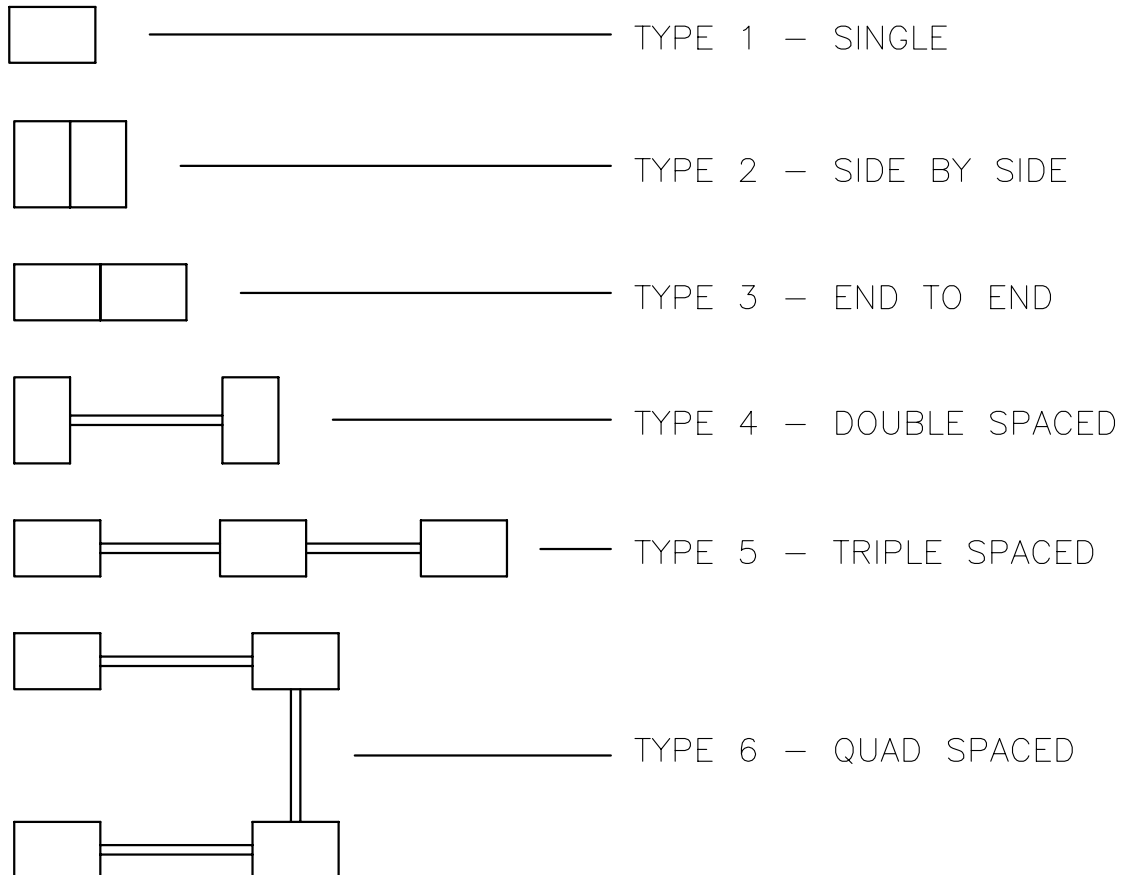 TYPE 1 – SINGLE
TYPE 2 – SIDE BY SIDE
TYPE 3 – END TO END
TYPE 4 – DOUBLE SPACED
TYPE 5 – TRIPLE SPACED
TYPE 6 – QUAD SPACED